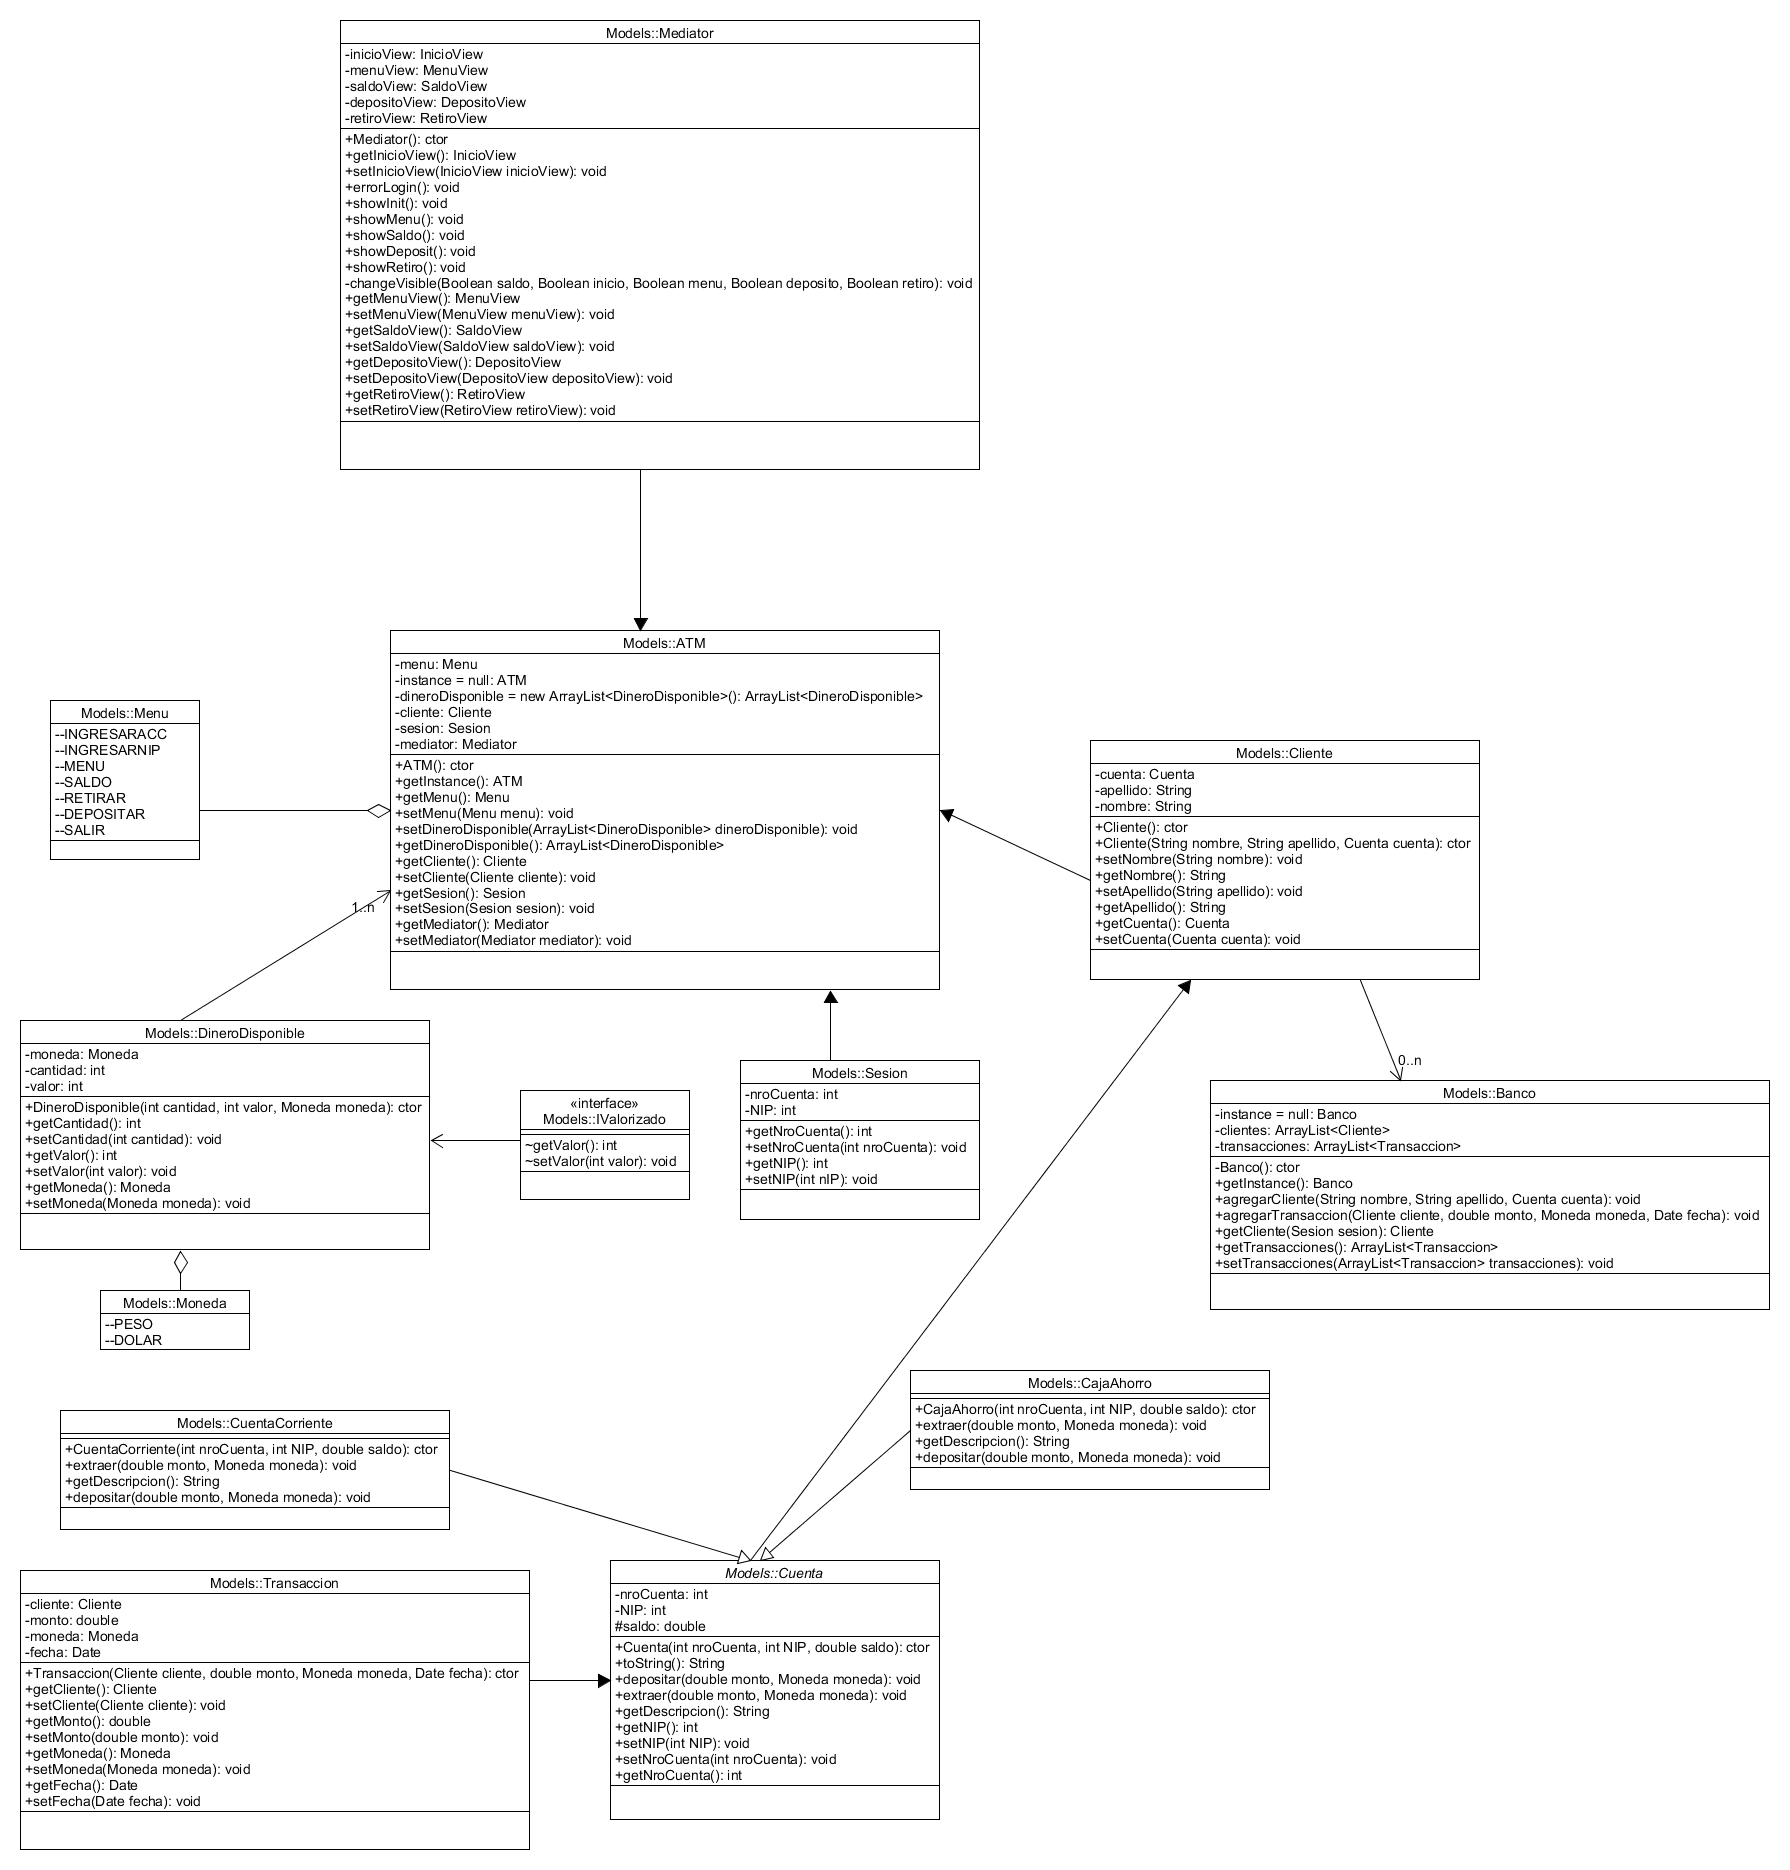 Models::Mediator
-inicioView: InicioView
-menuView: MenuView
-saldoView: SaldoView
-depositoView: DepositoView
-retiroView: RetiroView
+Mediator(): ctor
+getInicioView(): InicioView
+setInicioView(InicioView inicioView): void
+errorLogin(): void
+showInit(): void
+showMenu(): void
+showSaldo(): void
+showDeposit(): void
+showRetiro(): void
-changeVisible(Boolean saldo, Boolean inicio, Boolean menu, Boolean deposito, Boolean retiro): void
+getMenuView(): MenuView
+setMenuView(MenuView menuView): void
+getSaldoView(): SaldoView
+setSaldoView(SaldoView saldoView): void
+getDepositoView(): DepositoView
+setDepositoView(DepositoView depositoView): void
+getRetiroView(): RetiroView
+setRetiroView(RetiroView retiroView): void
Models::ATM
-menu: Menu
-instance = null: ATM
-dineroDisponible = new ArrayList<DineroDisponible>(): ArrayList<DineroDisponible>
-cliente: Cliente
-sesion: Sesion
-mediator: Mediator
+ATM(): ctor
+getInstance(): ATM
+getMenu(): Menu
+setMenu(Menu menu): void
+setDineroDisponible(ArrayList<DineroDisponible> dineroDisponible): void
+getDineroDisponible(): ArrayList<DineroDisponible>
+getCliente(): Cliente
+setCliente(Cliente cliente): void
+getSesion(): Sesion
+setSesion(Sesion sesion): void
+getMediator(): Mediator
+setMediator(Mediator mediator): void
Models::Menu
--INGRESARACC
--INGRESARNIP
--MENU
--SALDO
--RETIRAR
--DEPOSITAR
--SALIR
1..n
Models::Cliente
-cuenta: Cuenta
-apellido: String
-nombre: String
+Cliente(): ctor
+Cliente(String nombre, String apellido, Cuenta cuenta): ctor
+setNombre(String nombre): void
+getNombre(): String
+setApellido(String apellido): void
+getApellido(): String
+getCuenta(): Cuenta
+setCuenta(Cuenta cuenta): void
Models::DineroDisponible
-moneda: Moneda
-cantidad: int
-valor: int
+DineroDisponible(int cantidad, int valor, Moneda moneda): ctor
+getCantidad(): int
+setCantidad(int cantidad): void
+getValor(): int
+setValor(int valor): void
+getMoneda(): Moneda
+setMoneda(Moneda moneda): void
«interface»
Models::IValorizado
~getValor(): int
~setValor(int valor): void
Models::Sesion
-nroCuenta: int
-NIP: int
+getNroCuenta(): int
+setNroCuenta(int nroCuenta): void
+getNIP(): int
+setNIP(int nIP): void
0..n
Models::Banco
-instance = null: Banco
-clientes: ArrayList<Cliente>
-transacciones: ArrayList<Transaccion>
-Banco(): ctor
+getInstance(): Banco
+agregarCliente(String nombre, String apellido, Cuenta cuenta): void
+agregarTransaccion(Cliente cliente, double monto, Moneda moneda, Date fecha): void
+getCliente(Sesion sesion): Cliente
+getTransacciones(): ArrayList<Transaccion>
+setTransacciones(ArrayList<Transaccion> transacciones): void
Models::Moneda
--PESO
--DOLAR
Models::CajaAhorro
+CajaAhorro(int nroCuenta, int NIP, double saldo): ctor
+extraer(double monto, Moneda moneda): void
+getDescripcion(): String
+depositar(double monto, Moneda moneda): void
Models::CuentaCorriente
+CuentaCorriente(int nroCuenta, int NIP, double saldo): ctor
+extraer(double monto, Moneda moneda): void
+getDescripcion(): String
+depositar(double monto, Moneda moneda): void
Models::Transaccion
-cliente: Cliente
-monto: double
-moneda: Moneda
-fecha: Date
+Transaccion(Cliente cliente, double monto, Moneda moneda, Date fecha): ctor
+getCliente(): Cliente
+setCliente(Cliente cliente): void
+getMonto(): double
+setMonto(double monto): void
+getMoneda(): Moneda
+setMoneda(Moneda moneda): void
+getFecha(): Date
+setFecha(Date fecha): void
Models::Cuenta
-nroCuenta: int
-NIP: int
#saldo: double
+Cuenta(int nroCuenta, int NIP, double saldo): ctor
+toString(): String
+depositar(double monto, Moneda moneda): void
+extraer(double monto, Moneda moneda): void
+getDescripcion(): String
+getNIP(): int
+setNIP(int NIP): void
+setNroCuenta(int nroCuenta): void
+getNroCuenta(): int